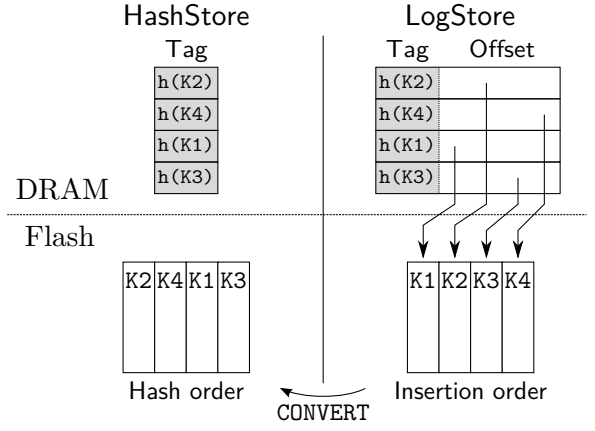 HashStore LogStore
Tag Tag Offset
h(K2) h(K2)
h(K4) h(K4)
h(K1) h(K1)
h(K3) h(K3)
DRAM
Flash
K2 K4 K1 K3 K1 K2 K3 K4
Hash order Insertion order
CONVERT